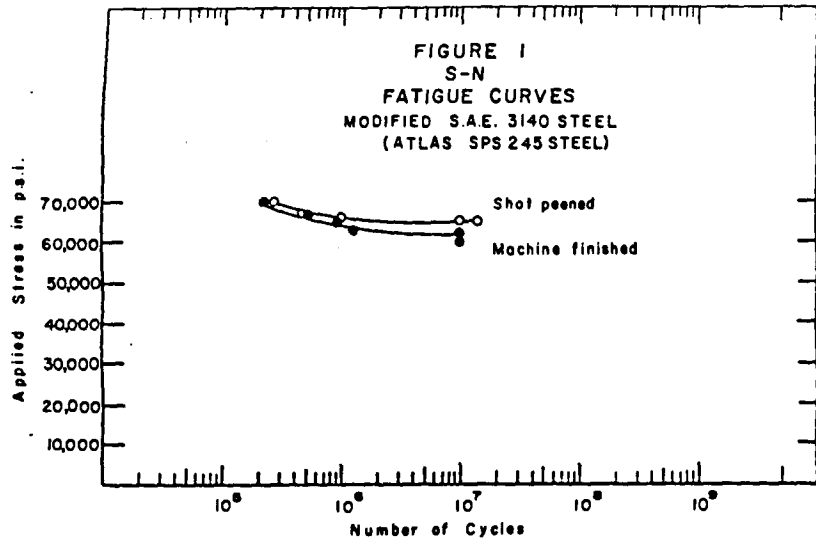 FIGURE 1
S-N
FATIGUE CURVES
MODIFIED S.A.E. 3140 STEEL
(ATLAS SPS 245 STEEL)
Applied Stress in p.s.i.
70,000
60,000
50,000
40,000
30,000
20,000
10,000
Shot peened
Machine finished
10⁵
10⁶
10⁷
10⁸
10⁹
Number of Cycles